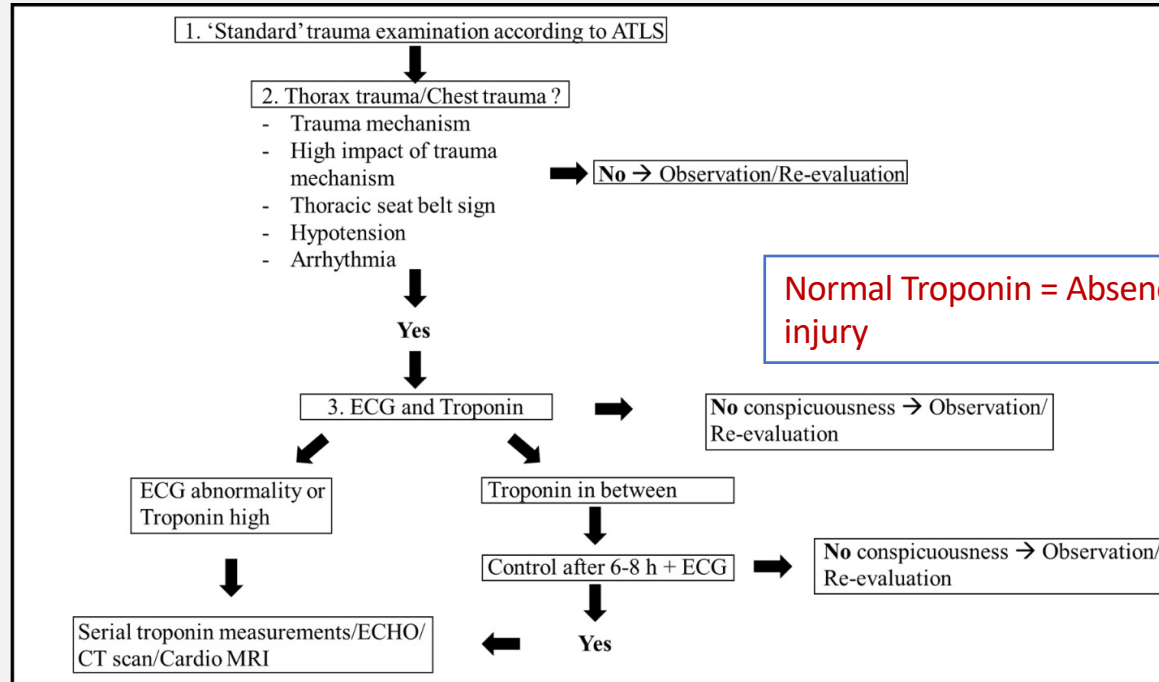 1. ‘Standard’ trauma examination according to ATLS
2. Thorax trauma/Chest trauma ?
- Trauma mechanism
- High impact of trauma
mechanism
- Thoracic seat belt sign
- Hypotension
- Arrhythmia
No → Observation/Re-evaluation
Normal Troponin =
injury
Yes
3. ECG and Troponin
No conspicuousness → Observation/
Re-evaluation
ECG abnormality or
Troponin high
Troponin in between
Control after 6-8 h + ECG
No conspicuousness → Observation/
Re-evaluation
Serial troponin measurements/ECHO/
CT scan/Cardio MRI
Yes